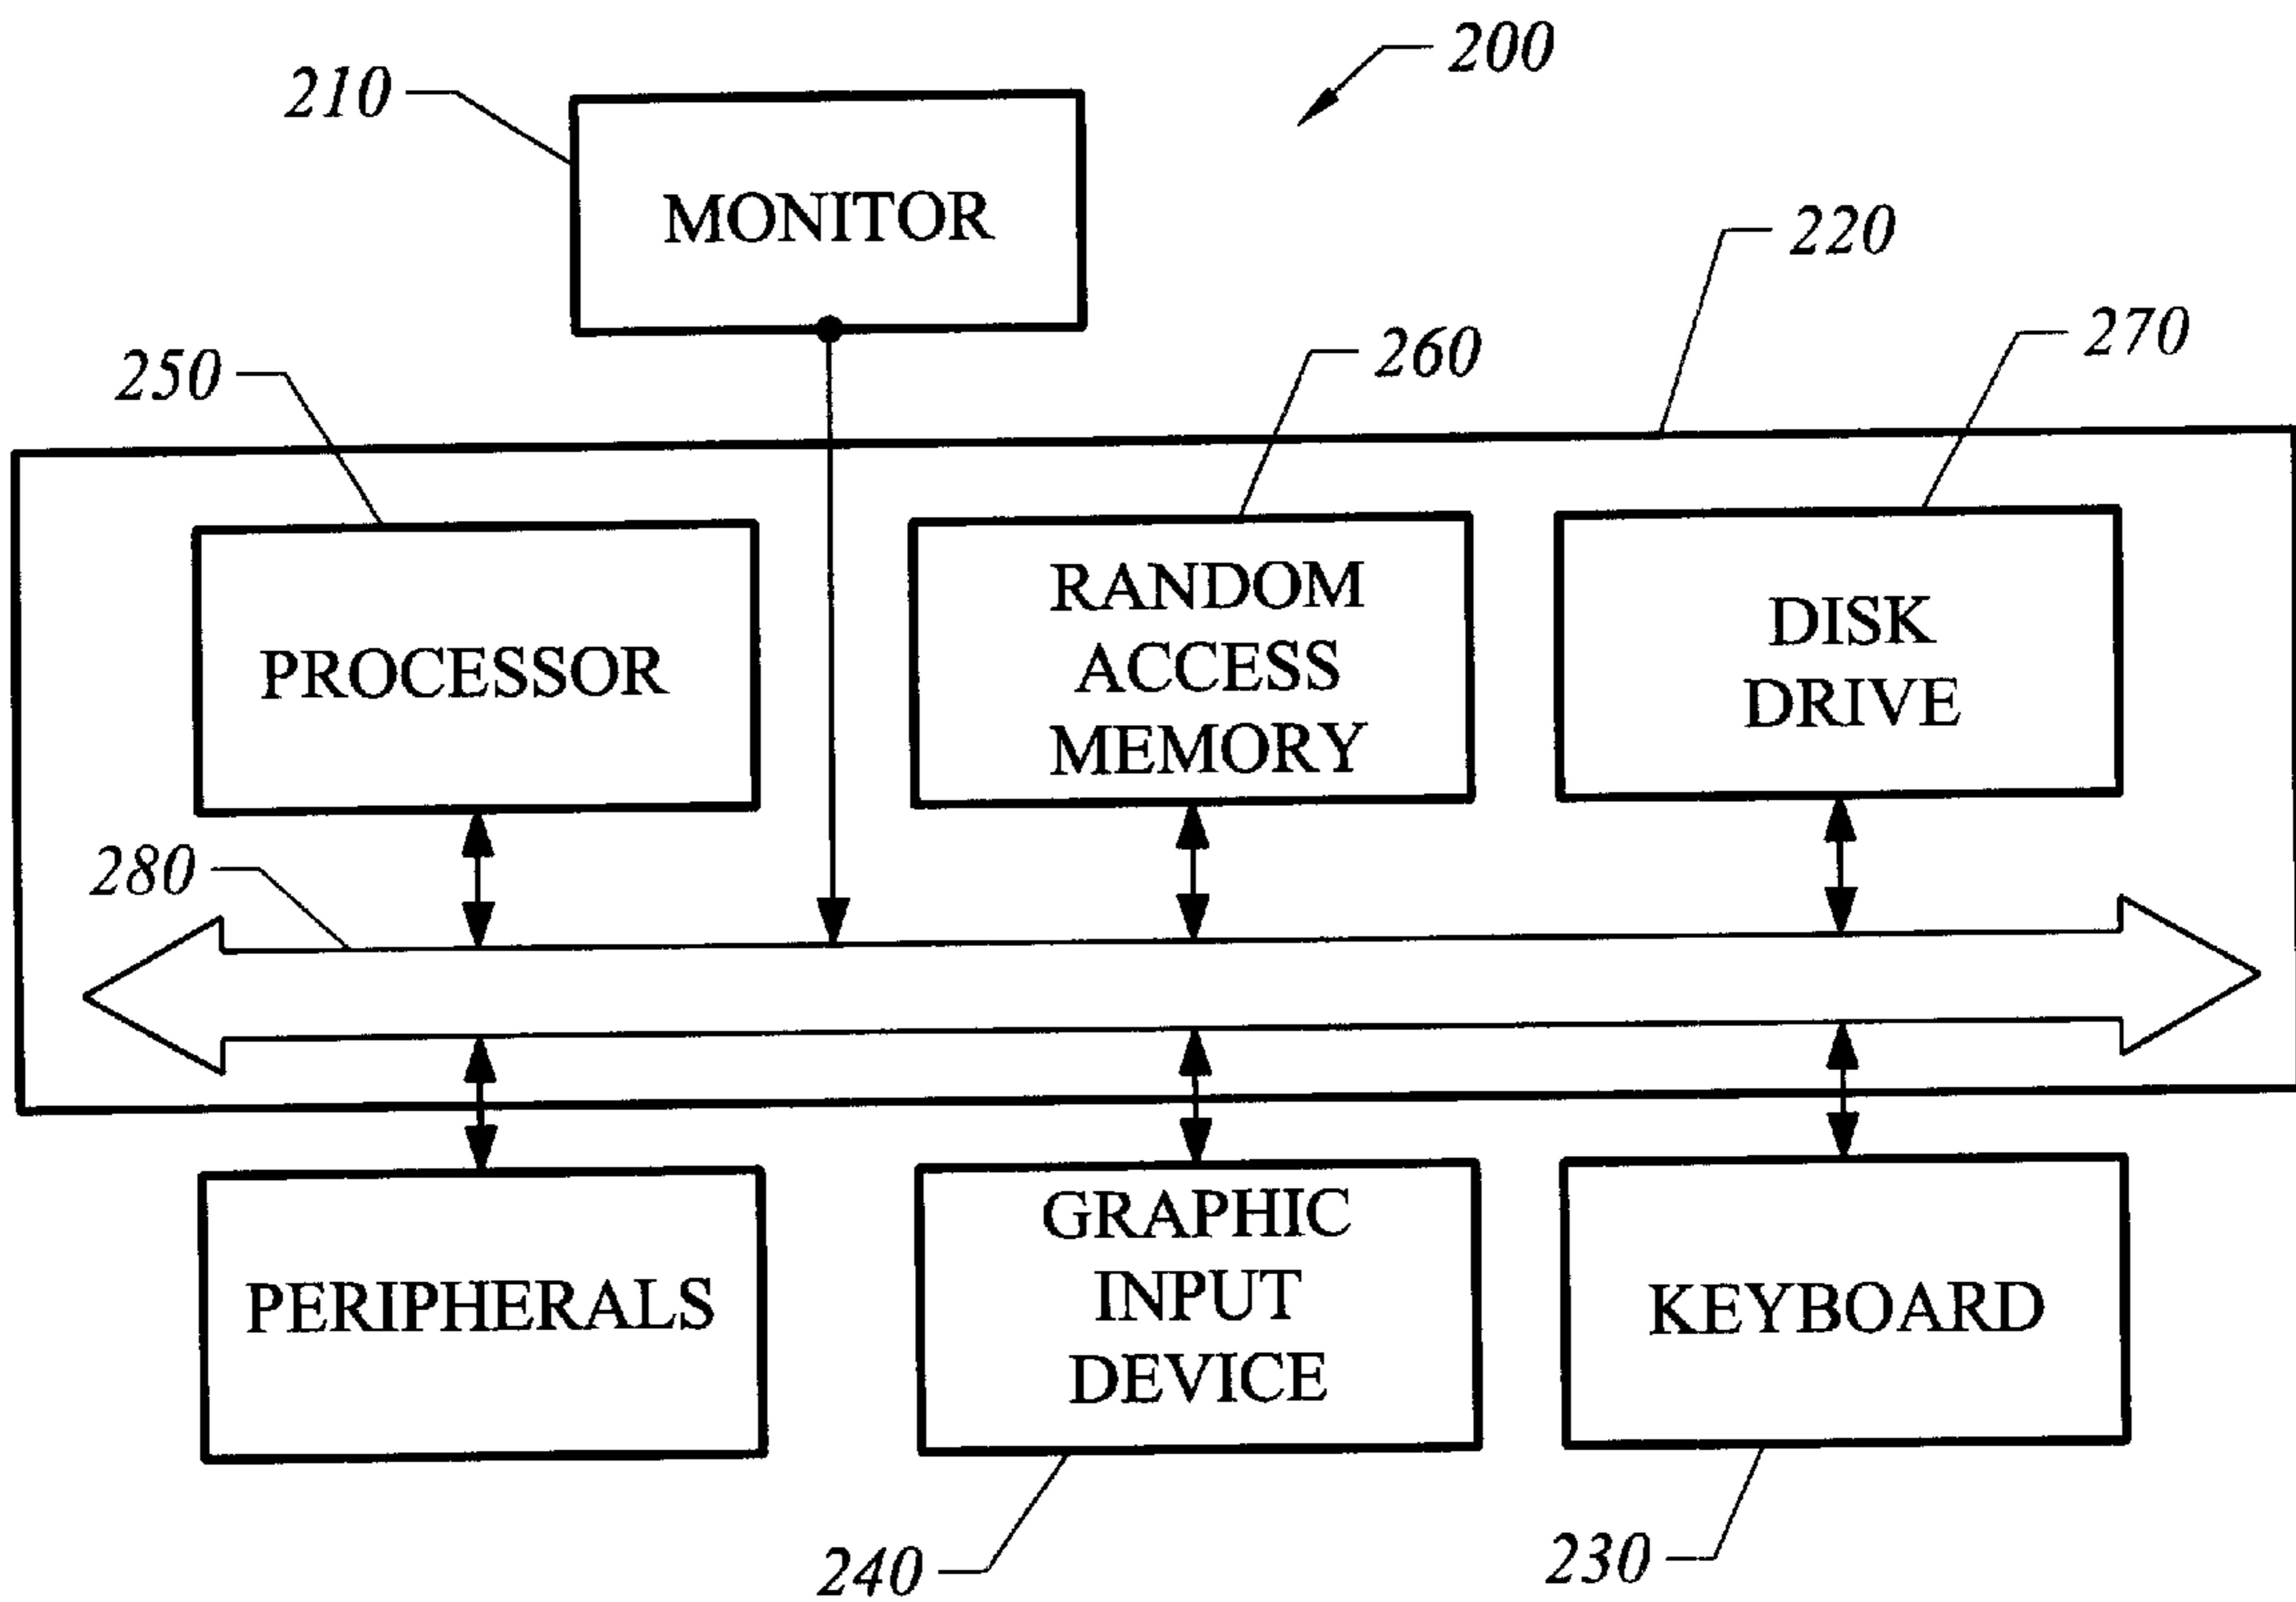 200
210
MONITOR
220
250
260
270
PROCESSOR
RANDOM
ACCESS
MEMORY
DISK
DRIVE
280
PERIPHERALS
GRAPHIC
INPUT
DEVICE
KEYBOARD
240
230